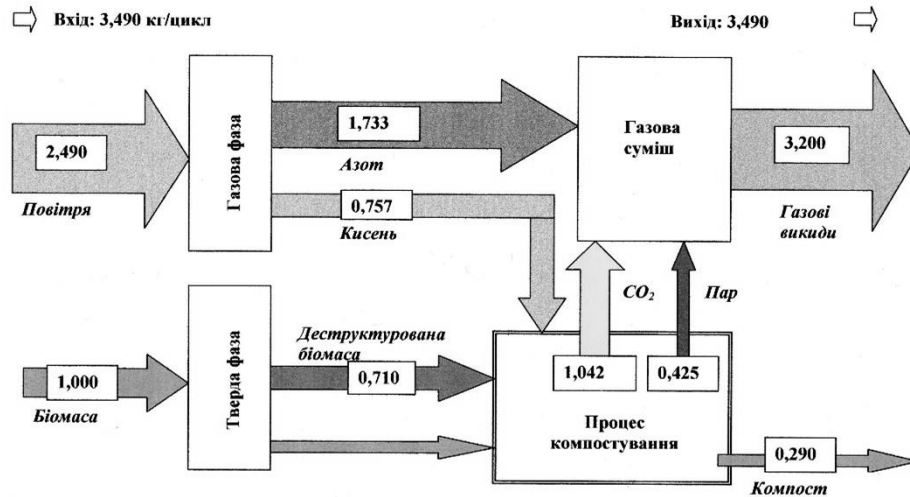 Вхід: 3,490 кг/цикл
Вихід: 3,490
2,490
Повітря
Газова фаза
1,733
Азот
0,757
Кисень
Газова
суміш
3,200
Газові
викиди
CO₂
Пар
1,000
Біомаса
Тверда фаза
Деструктурована
біомаса
0,710
1,042
0,425
Процес
компостування
0,290
Компост